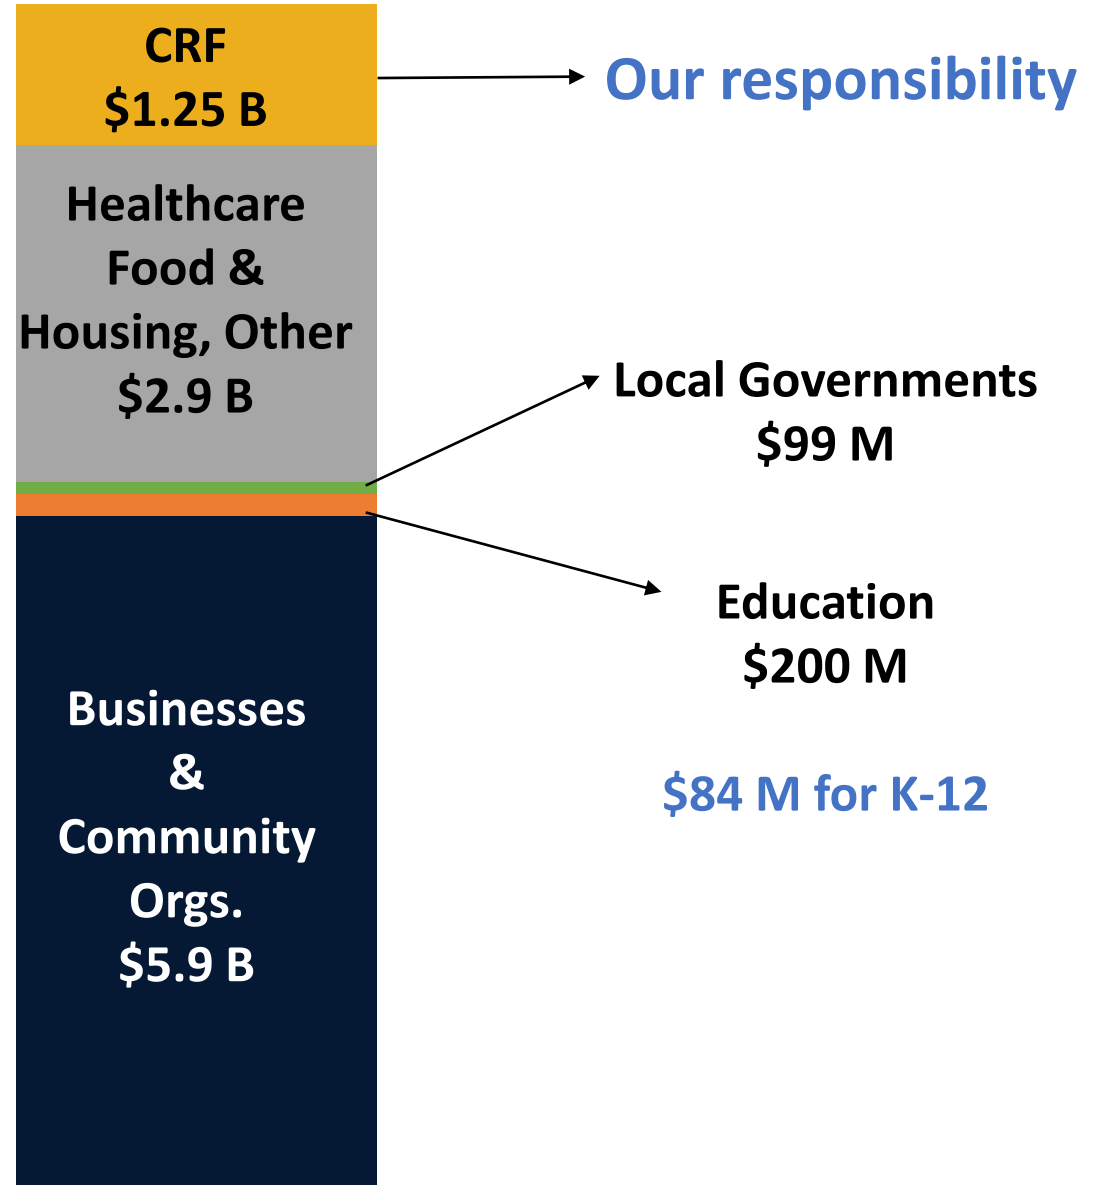 CRF
$1.25 B
Our responsibility
Healthcare
Food &
Housing, Other
$2.9 B
Local Governments
$99 M
Education
$200 M
$84 M for K-12
Businesses
&
Community
Orgs.
$5.9 B